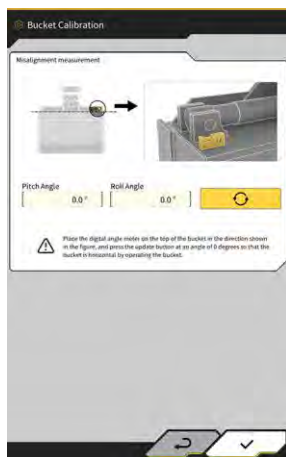 Bucket Calibration
Misalignment measurement
Pitch Angle
Roll Angle
[ 0.0 ° ]
[ 0.0 ° ]
Place the digital angle meter on the top of the bucket in the direction shown
in the figure, and press the update button at an angle of 0 degrees so that the
bucket is horizontal by operating the bucket.